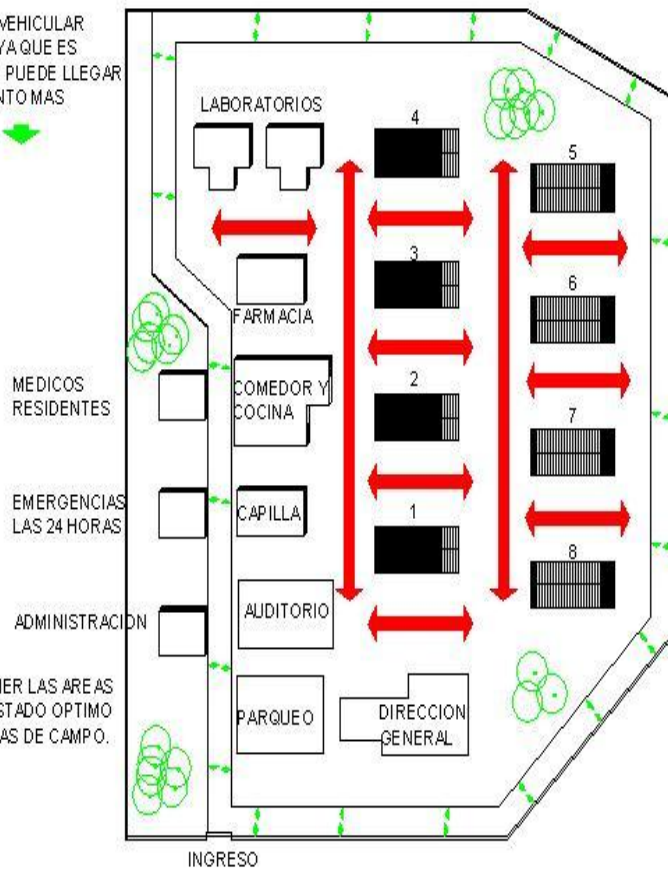 VEHICULAR
YA QUE ES
PUEDE LLEGAR
NTO MAS
LABORATORIOS
4
5
3
6
FARMACIA
MEDICOS
RESIDENTES
COMEDOR Y
COCINA
2
7
EMERGENCIAS
LAS 24 HORAS
CAPILLA
1
8
ADMINISTRACION
AUDITORIO
NER LAS AREAS
STADO OPTIMO
AS DE CAMPO.
PARQUEO
DIRECCION
GENERAL
INGRESO